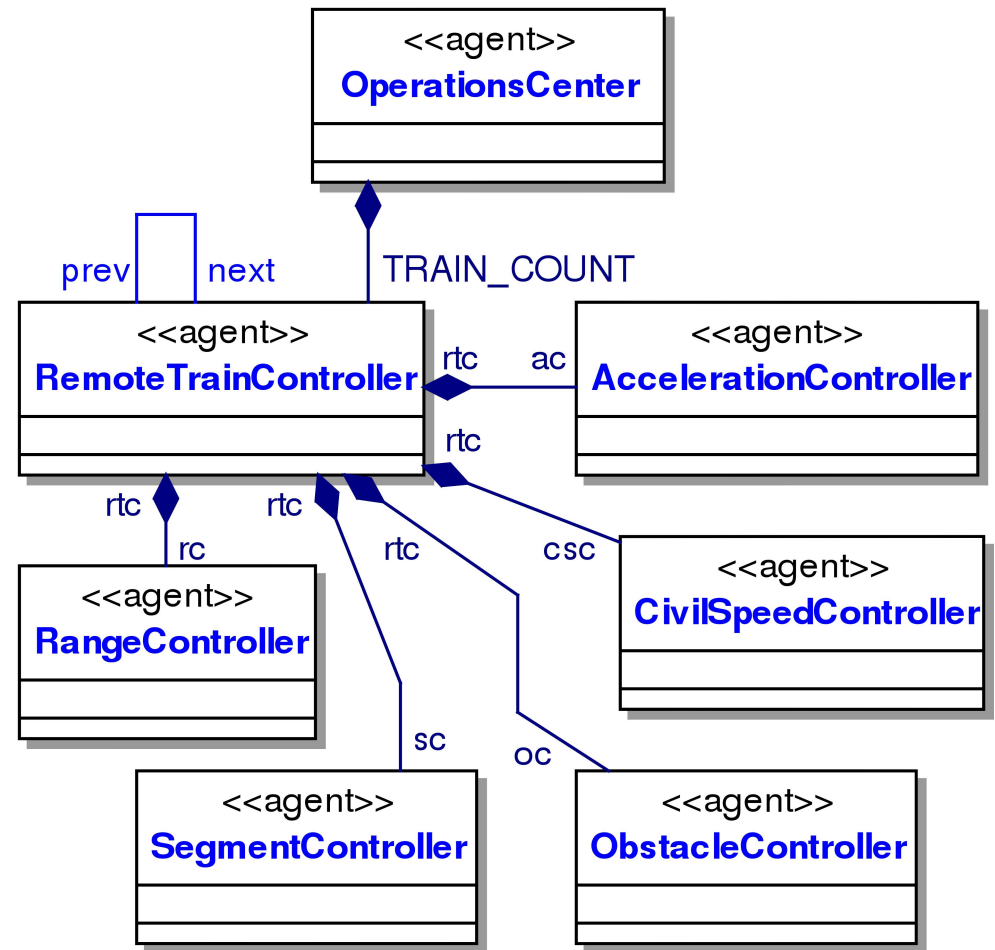 <<agent>>
OperationsCenter
prev
next
TRAIN_COUNT
<<agent>>
RemoteTrainController
rtc
ac
<<agent>>
AccelerationController
rtc
csc
<<agent>>
CivilSpeedController
rtc
rc
<<agent>>
RangeController
rtc
sc
<<agent>>
SegmentController
rtc
oc
<<agent>>
ObstacleController